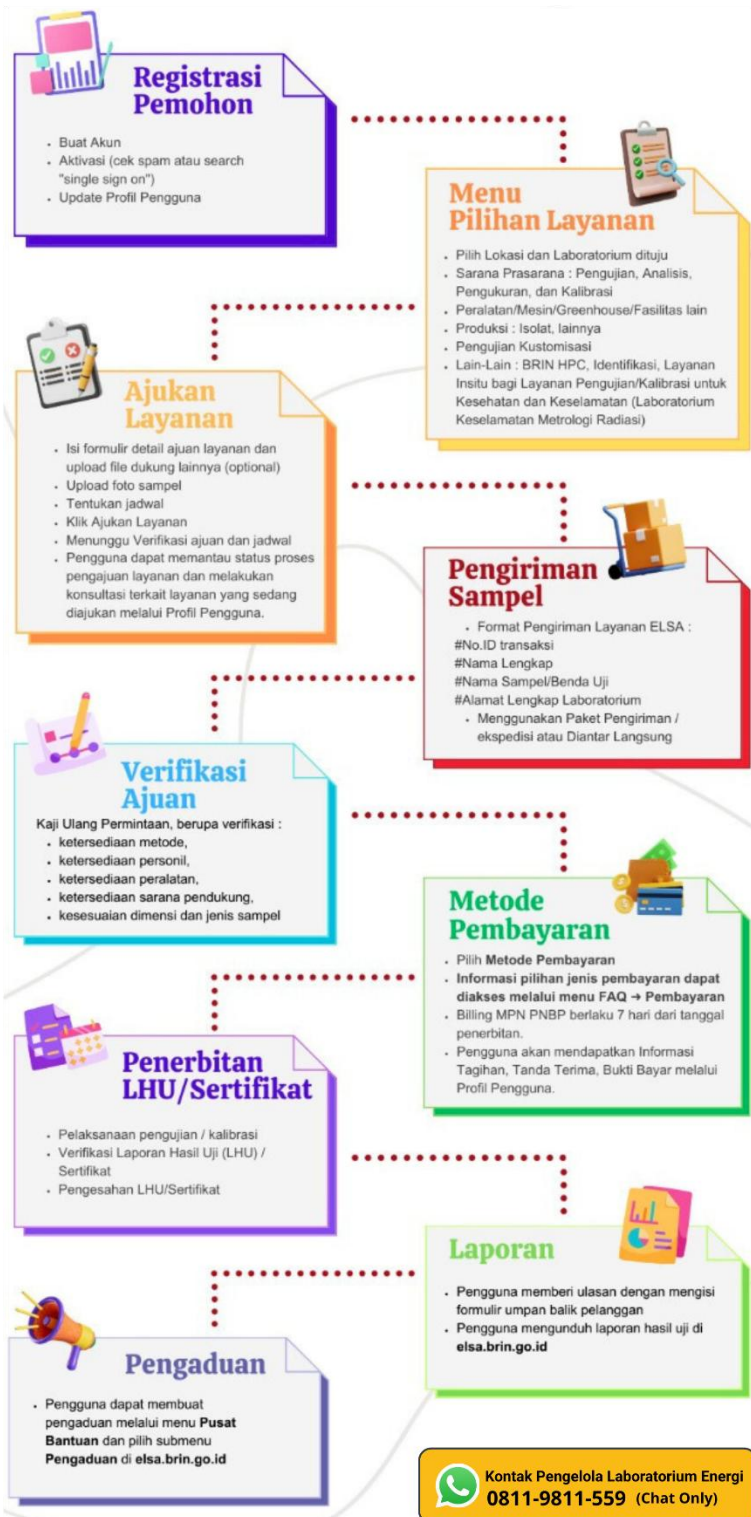 Registrasi
Pemohon
• Buat Akun
• Aktivasi (cek spam atau search
"single sign on")
• Update Profil Pengguna
Menu
Pilihan Layanan
• Pilih Lokasi dan Laboratorium dituju
• Sarana Prasarana : Pengujian, Analisis,
Pengukuran, dan Kalibrasi
• Peralatan/Mesin/Greenhouse/Fasilitas lain
• Produksi : Isolat, lainnya
• Pengujian Kustomisasi
• Lain-Lain : BRIN HPC, Identifikasi, Layanan
Insitu bagi Layanan Pengujian/Kalibrasi untuk
Kesehatan dan Keselamatan (Laboratorium
Keselamatan Metrologi Radiasi)
Ajukan
Layanan
• Isi formulir detail ajuan layanan dan
upload file dukung lainnya (optional)
• Upload foto sampel
• Tentukan jadwal
• Klik Ajukan Layanan
• Menunggu Verifikasi ajuan dan jadwal
• Pengguna dapat memantau status proses
pengajuan layanan dan melakukan
konsultasi terkait layanan yang sedang
diajukan melalui Profil Pengguna.
Pengiriman
Sampel
• Format Pengiriman Layanan ELSA :
#No.ID transaksi
#Nama Lengkap
#Nama Sampel/Benda Uji
#Alamat Lengkap Laboratorium
• Menggunakan Paket Pengiriman /
ekspedisi atau Diantar Langsung
Verifikasi
Ajuan
Kaji Ulang Permintaan, berupa verifikasi :
• ketersediaan metode,
• ketersediaan personil,
• ketersediaan peralatan,
• ketersediaan sarana pendukung,
• kesesuaian dimensi dan jenis sampel
Metode
Pembayaran
• Pilih Metode Pembayaran
• Informasi pilihan jenis pembayaran dapat
diakses melalui menu FAQ → Pembayaran
• Billing MPN PNBP berlaku 7 hari dari tanggal
penerbitan.
• Pengguna akan mendapatkan Informasi
Tagihan, Tanda Terima, Bukti Bayar melalui
Profil Pengguna.
Penerbitan
LHU/Sertifikat
• Pelaksanaan pengujian / kalibrasi
• Verifikasi Laporan Hasil Uji (LHU) /
Sertifikat
• Pengesahan LHU/Sertifikat
Laporan
• Pengguna memberi ulasan dengan mengisi
formulir umpan balik pelanggan
• Pengguna mengunduh laporan hasil uji di
elsa.brin.go.id
Pengaduan
• Pengguna dapat membuat
pengaduan melalui menu Pusat
Bantuan dan pilih submenu
Pengaduan di elsa.brin.go.id
Kontak Pengelola Laboratorium Energi
0811-9811-559 (Chat Only)